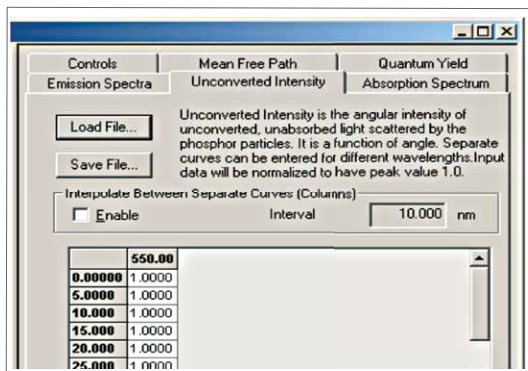 Controls Mean Free Path Quantum Yield
Emission Spectra Unconverted Intensity Absorption Spectrum
Load File...
Save File...
Unconverted Intensity is the angular intensity of
unconverted, unabsorbed light scattered by the
phosphor particles. It is a function of angle. Separate
curves can be entered for different wavelengths.Input
data will be normalized to have peak value 1.0.
Interpolate Between Separate Curves (Columns)
Enable Interval 10.000 nm
550.00
0.00000 1.0000
5.0000 1.0000
10.000 1.0000
15.000 1.0000
20.000 1.0000
25.000 1.0000